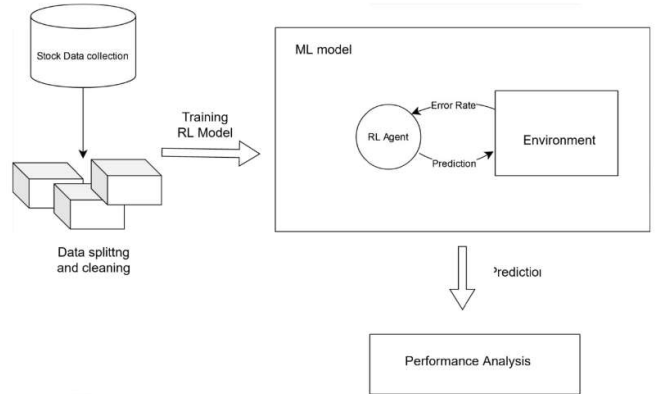 Stock Data collection
ML model
Training
RL Model
Error Rate
RL Agent
Environment
Prediction
Data splittng
and cleaning
Predictior
Performance Analysis